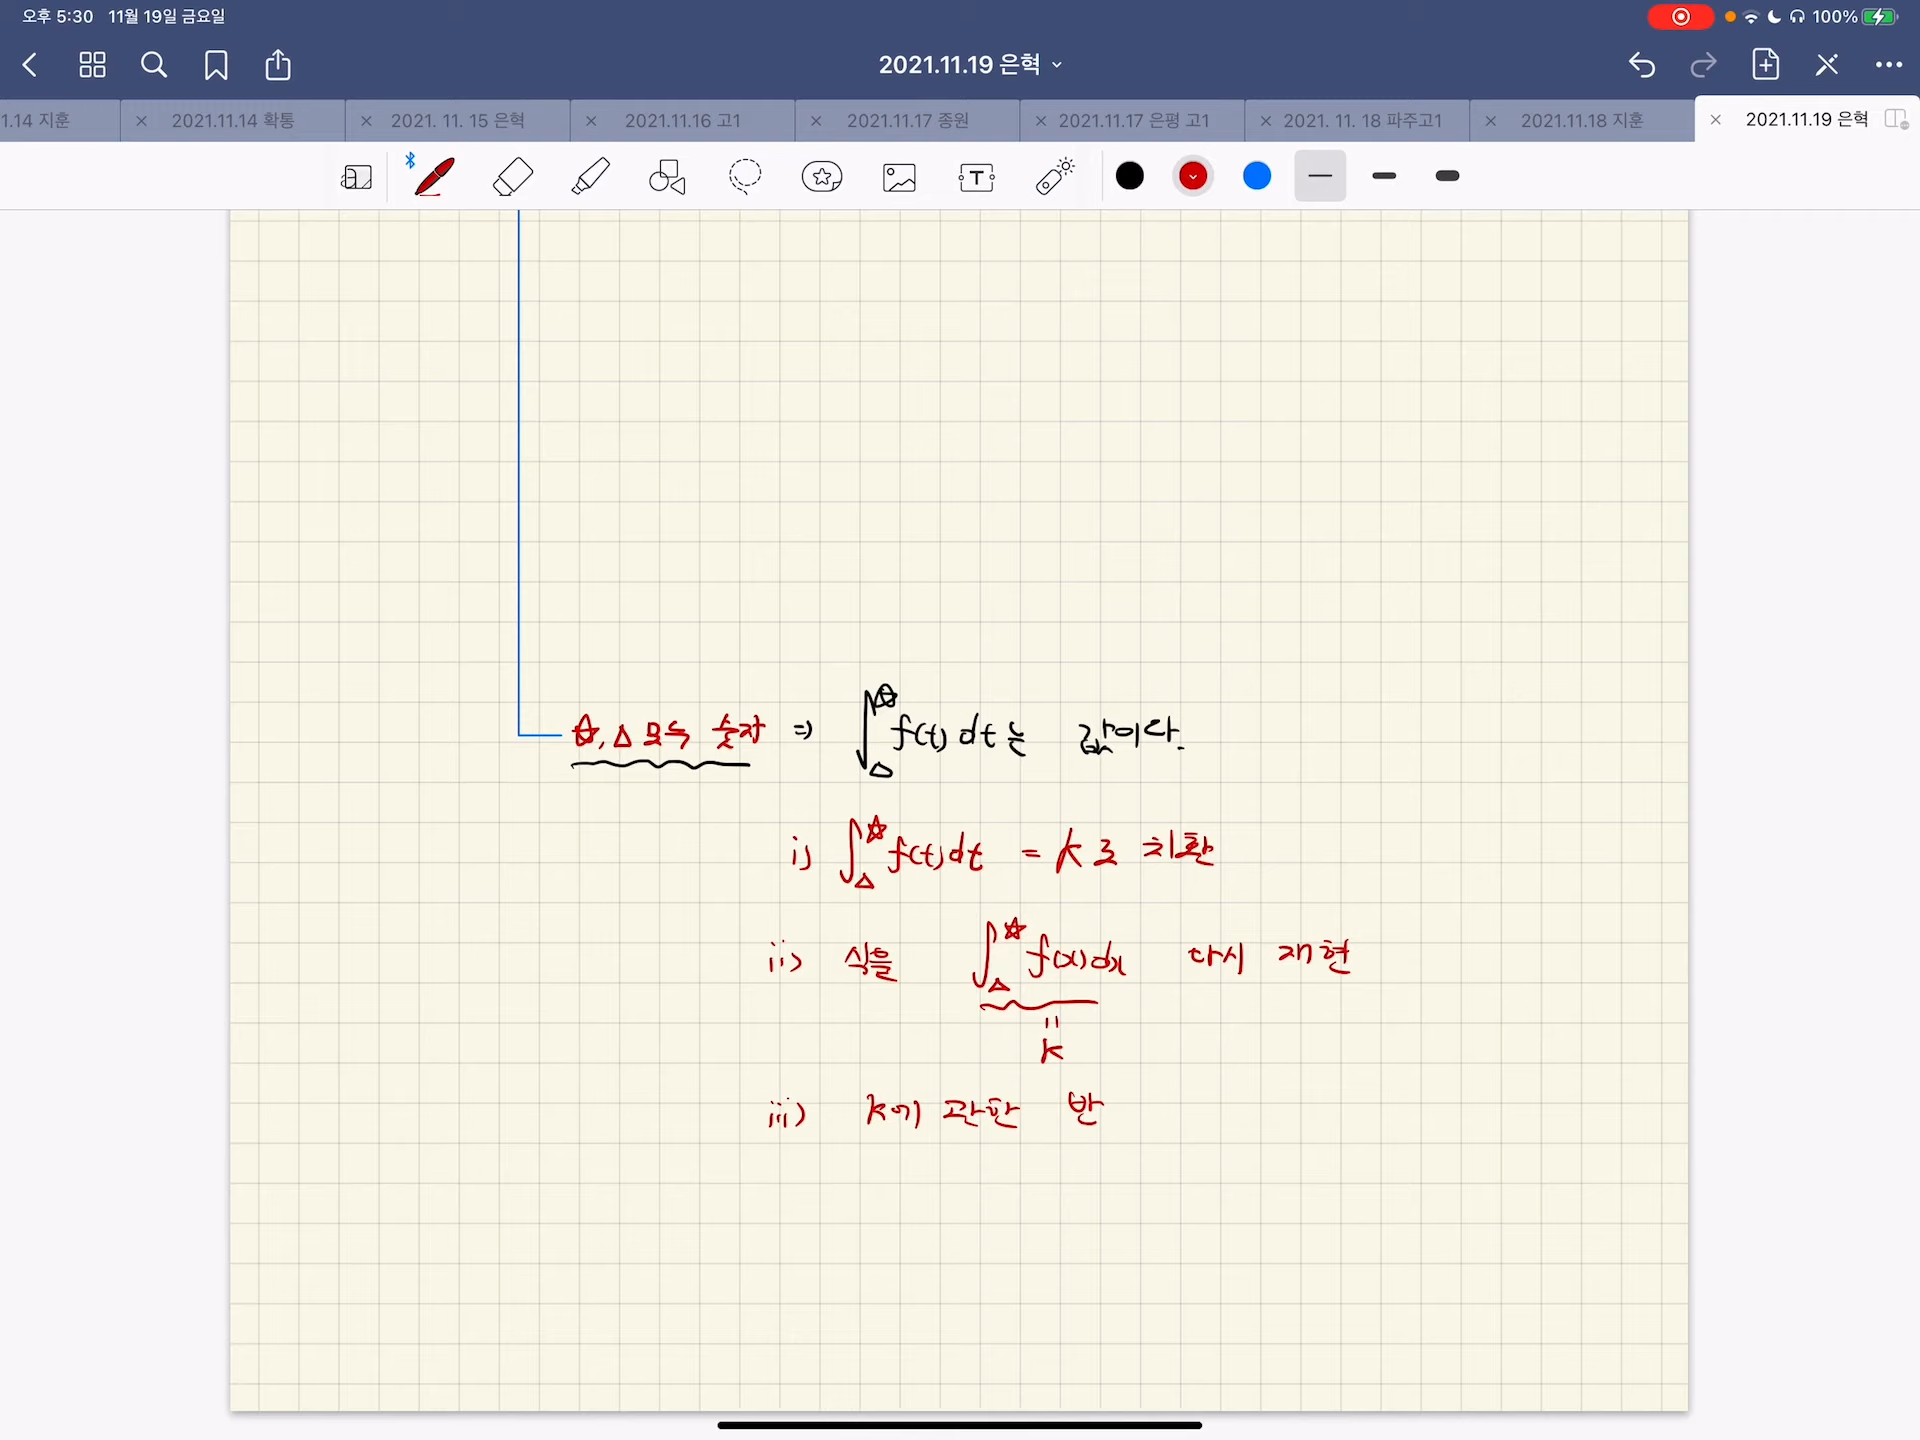 오후 5:30 11월 19일 금요일 100%
2021.11.19 은혁
1.14 지훈 2021.11.14 확통 2021. 11. 15 은혁 2021.11.16 고1 2021.11.17 종원 2021.11.17 은평 고1 2021. 11. 18 파주고1 2021.11.18 지훈 2021.11.19 은혁
☆, △ 모두 숫자 ⇒ ∫_△^☆ f(t) dt는 값이다.
i) ∫_△^☆ f(t)dt = k로 치환
ii) 식을 ∫_△^☆ f(x)dx 다시 재현
=
k
iii) k에 관한 반